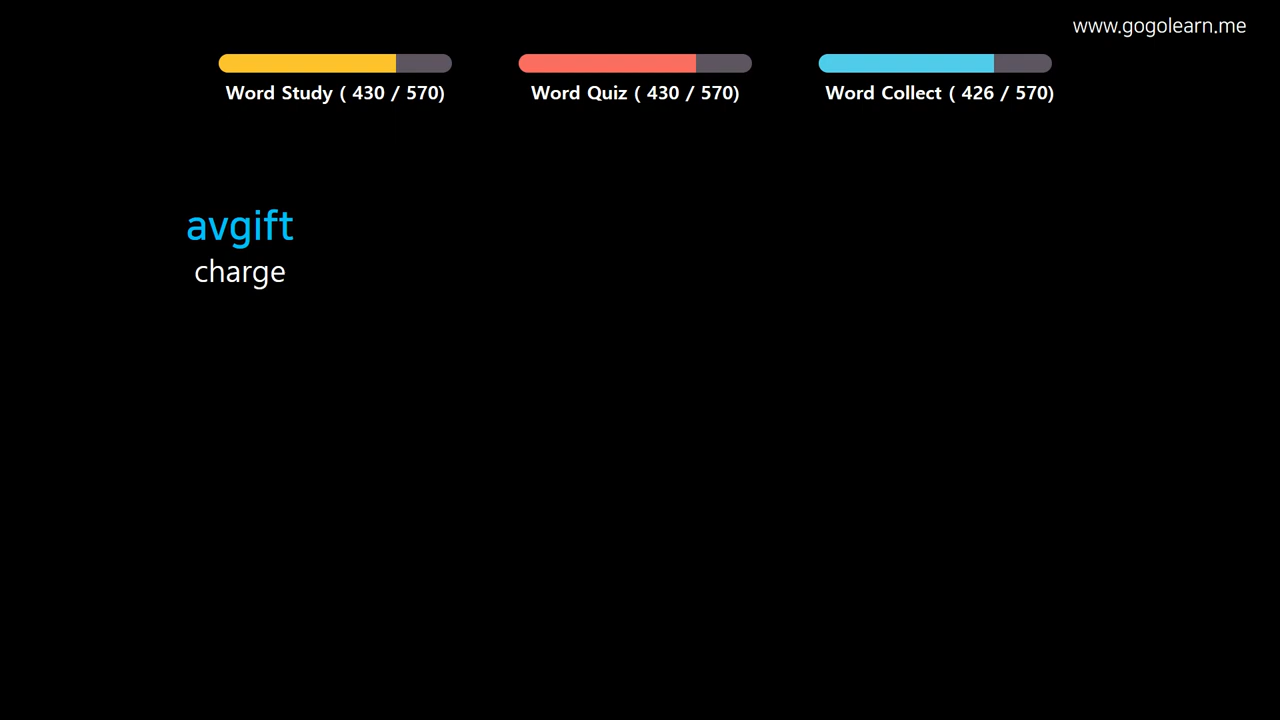 www.gogolearn.me
Word Study ( 430 / 570)
Word Quiz ( 430 / 570)
Word Collect ( 426 / 570)
avgift
charge